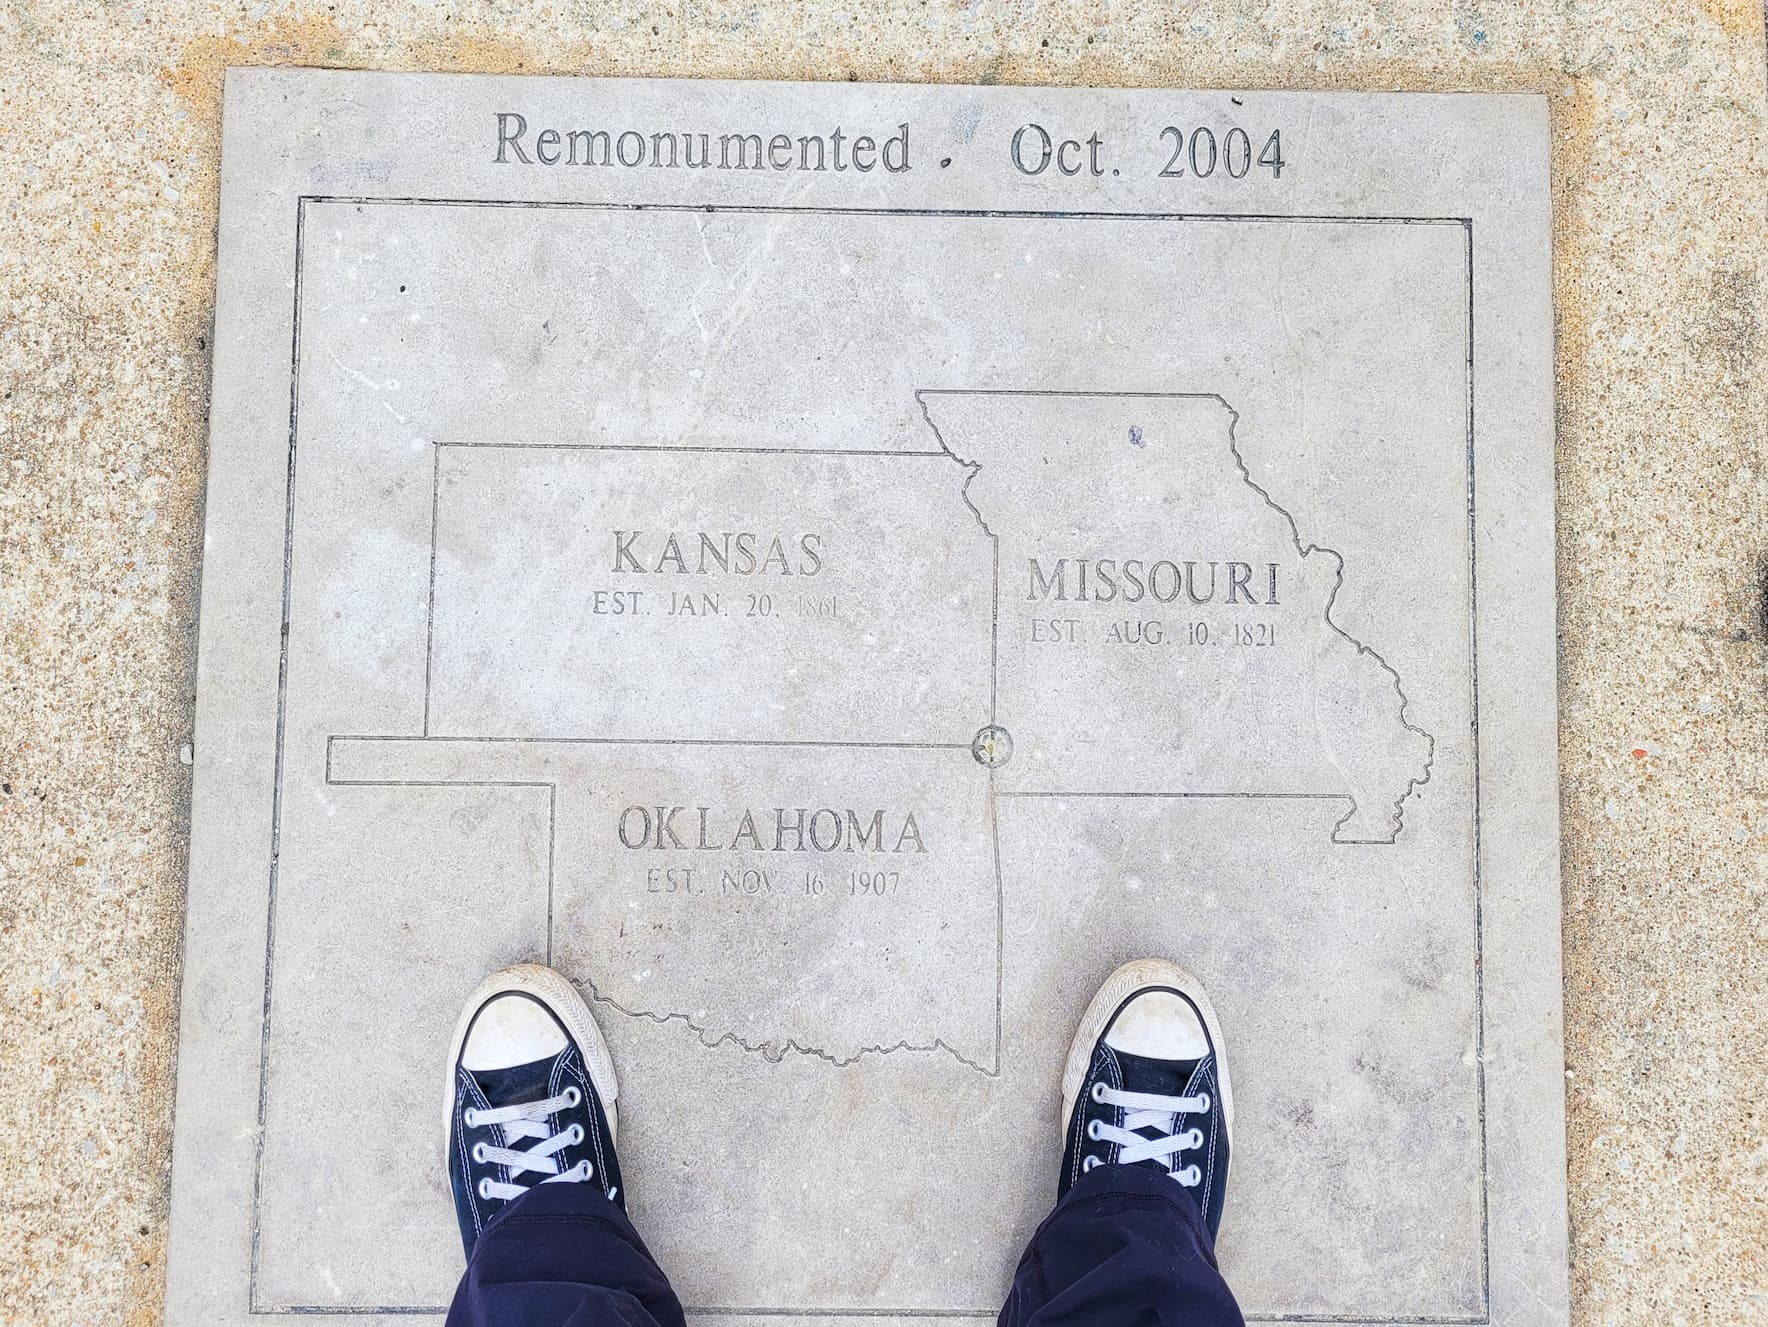 Remonumented . Oct. 2004
KANSAS
EST. JAN. 20, 1861
MISSOURI
EST. AUG. 10, 1821
OKLAHOMA
EST. NOV. 16 1907